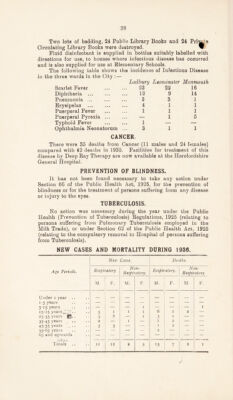 20
Two lots of bedding, 24 Public Library Books and 24 Private
Circulating Library Books were destroyed.
Fluid disinfectant is supplied in bottles suitably labelled with
directions for use, to houses where infectious disease has occurred
and is also supplied for use at Elementary Schools.
The following table shows the incidence of Infectious Disease
in the three wards in the City:—
Ledbury Leominster Monmouth
Scarlet Fever ... ... 23 22 16
Diphtheria ... ... 13 9 14
Pneumonia ... ... 5 3 1
Erysipelas ... ... 4 1 1
Puerperal Fever ... ... 1 1 1
Puerperal Pyrexia ... ... — 1 5
Typhoid Fever ... ... 1 — —
Ophthalmia Neonatorum ... 3 1 1
CANCER.
There were 35 deaths from Cancer (11 males and 24 females)
compared with 42 deaths in 1935. Facilities for treatment of this
disease by Deep Ray Therapy are now available at the Herefordshire
General Hospital.
PREVENTION OF BLINDNESS.
It has not been found necessary to take any action under
Section 66 of the Public Health Act, 1925, for the prevention of
blindness or for the treatment of persons suffering from any disease
or injury to the eyes.
TUBERCULOSIS.
No action was necessary during the year under the Public
Health (Prevention of Tuberculosis) Regulations, 1925 (relating to
persons suffering from Pulmonary Tuberculosis employed in the
Milk Trade), or under Section 62 of the Public Health Act, 1925
(relating to the compulsory removal to Hospital of persons suffering
from Tuberculosis).
NEW CASES AND MORTALITY DURING 1936.
New Cases Deaths
Age Periods. Respiratory. Non-Respiratory. Respiratory. Non-Respiratory.
M. F. M. F. M. F. M. F.
Under 1 year
1-5 years
5-15 years
15-25 years
25-35 years
35-45 years
45-55 years
55-65 years
65 and upwards
Totals